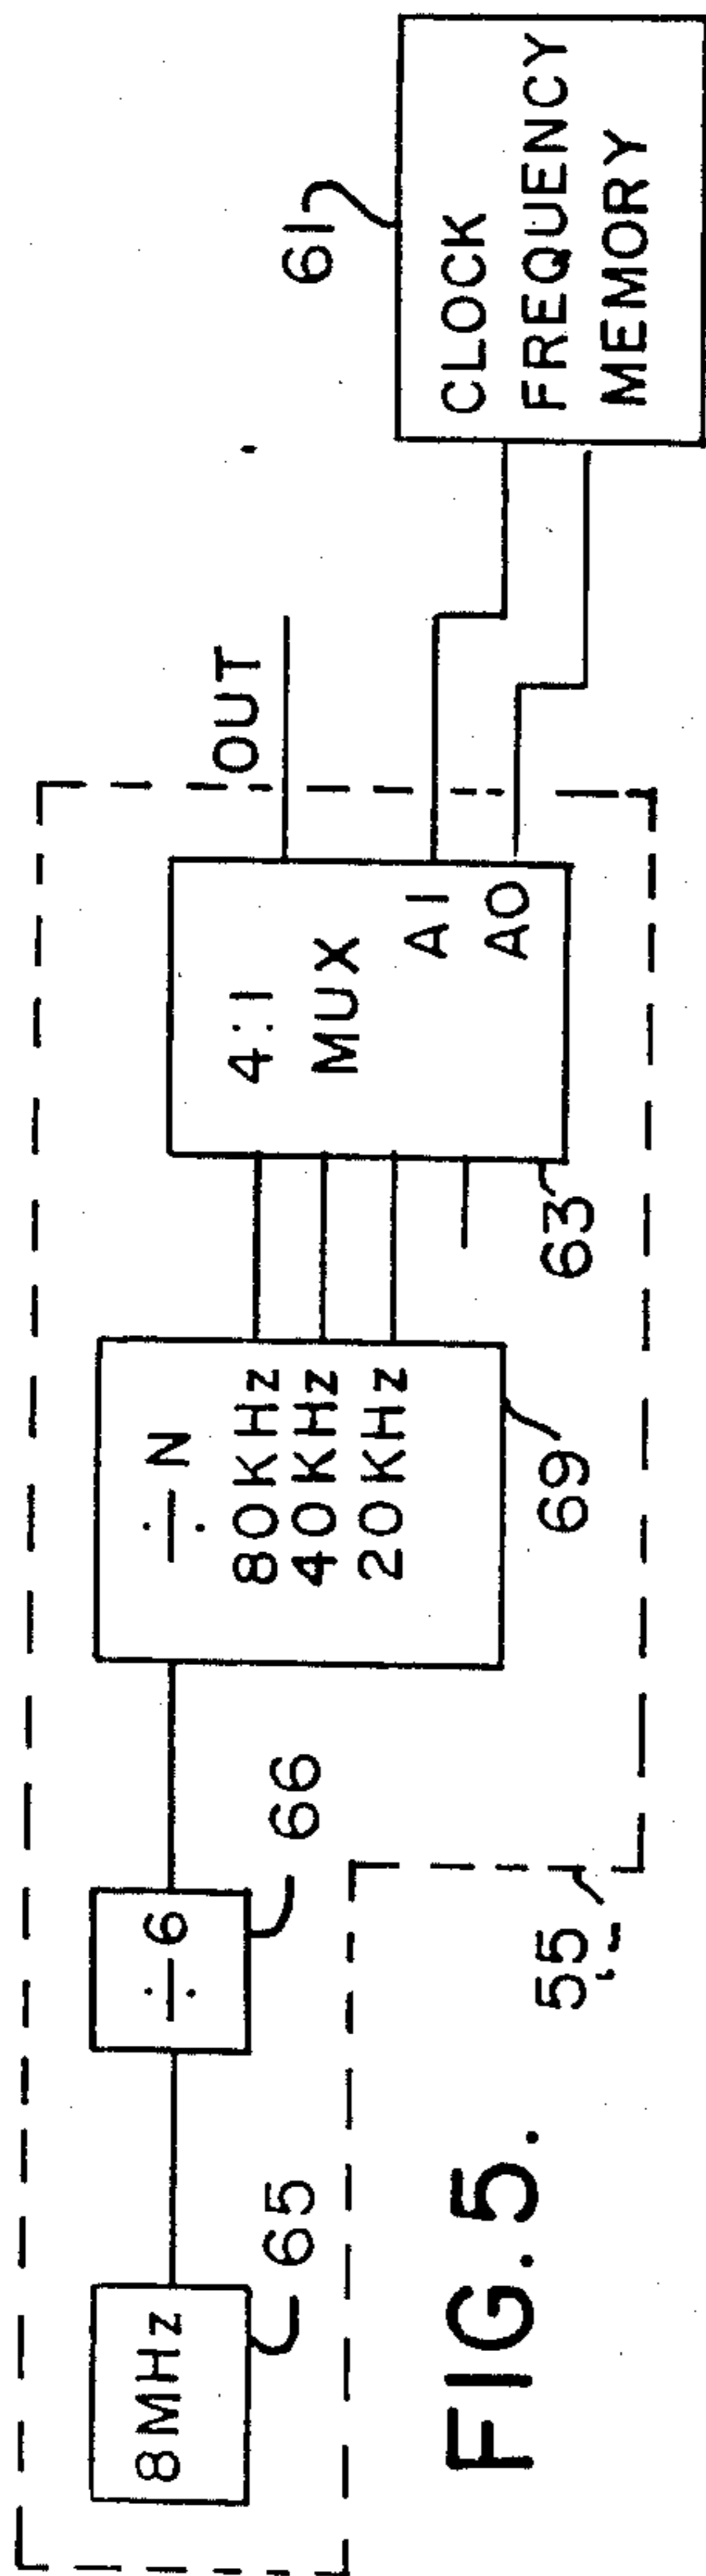 8MHz
65
÷6
66
÷N
80KHz
40KHz
20KHz
69
4:1
MUX
A1
A0
63
OUT
61
CLOCK
FREQUENCY
MEMORY
55
FIG.5.